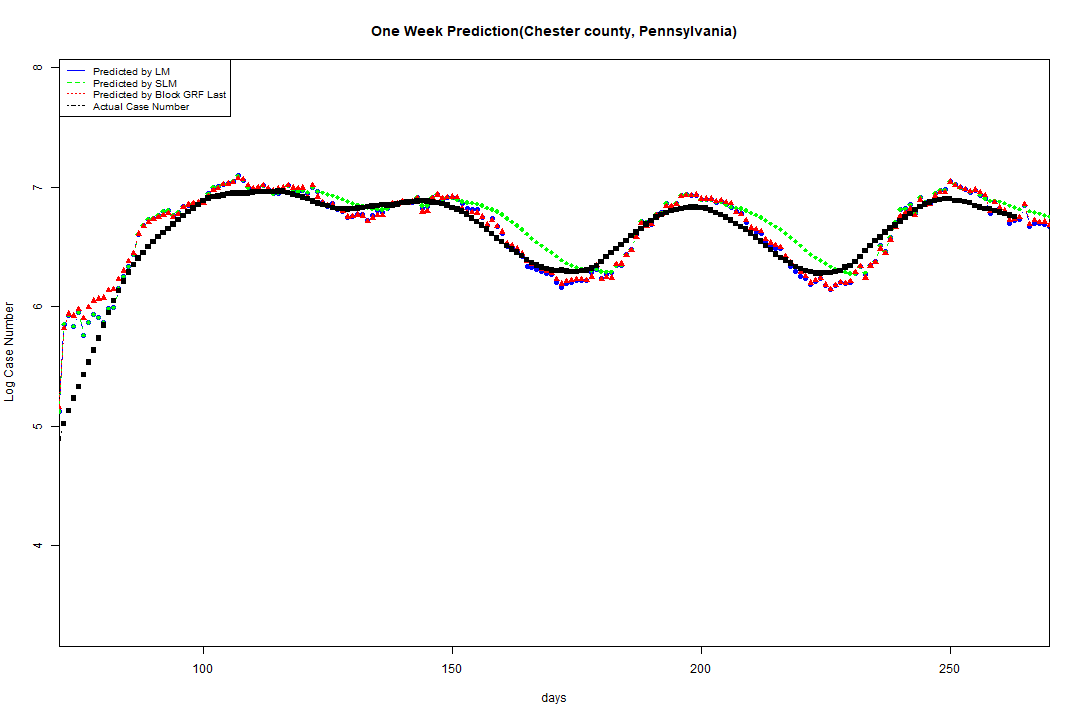 One Week Prediction(Chester county, Pennsylvania)
Predicted by LM
Predicted by SLM
Predicted by Block GRF Last
Actual Case Number
8
7
6
5
4
Log Case Number
100
150
200
250
days